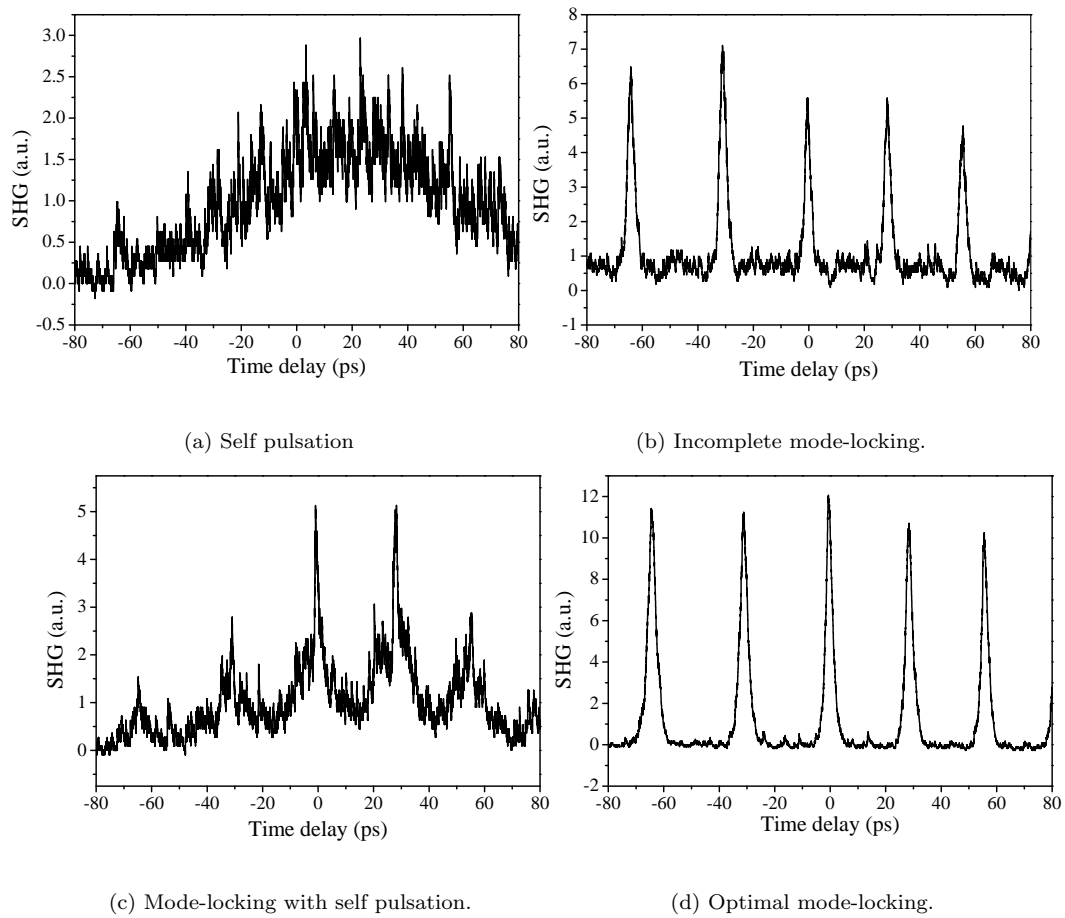 3.0
2.5
2.0
1.5
1.0
0.5
0.0
-0.5
SHG (a.u.)
-80 -60 -40 -20 0 20 40 60 80
Time delay (ps)
8
7
6
5
4
3
2
1
0
-1
SHG (a.u.)
-80 -60 -40 -20 0 20 40 60 80
Time delay (ps)
(a) Self pulsation
(b) Incomplete mode-locking.
5
4
3
2
1
0
SHG (a.u.)
-80 -60 -40 -20 0 20 40 60 80
Time delay (ps)
12
10
8
6
4
2
0
-2
SHG (a.u.)
-80 -60 -40 -20 0 20 40 60 80
Time delay (ps)
(c) Mode-locking with self pulsation.
(d) Optimal mode-locking.